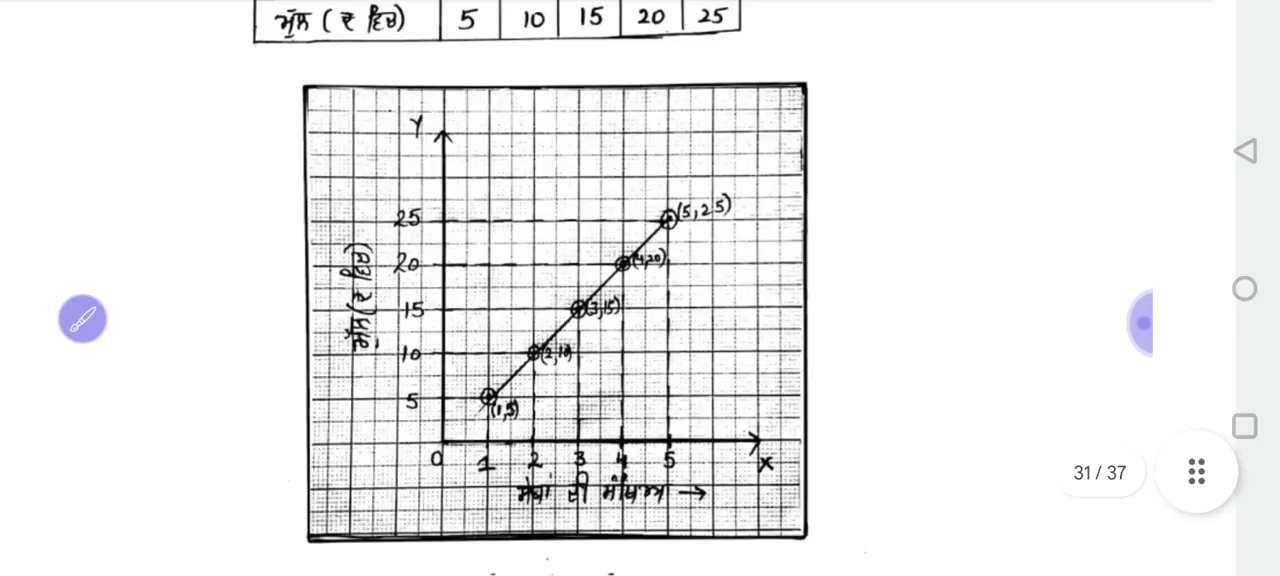 ਮੁੱਲ (₹ ਵਿਚ) 5 10 15 20 25
Y
25
20
15
10
5
ਮੁੱਲ (₹ ਵਿਚ)
(5,25)
(4,20)
(3,15)
(2,10)
(1,5)
0 1 2 3 4 5 X
ਸੇਬਾਂ ਦੀ ਸੰਖਿਆ →
31 / 37